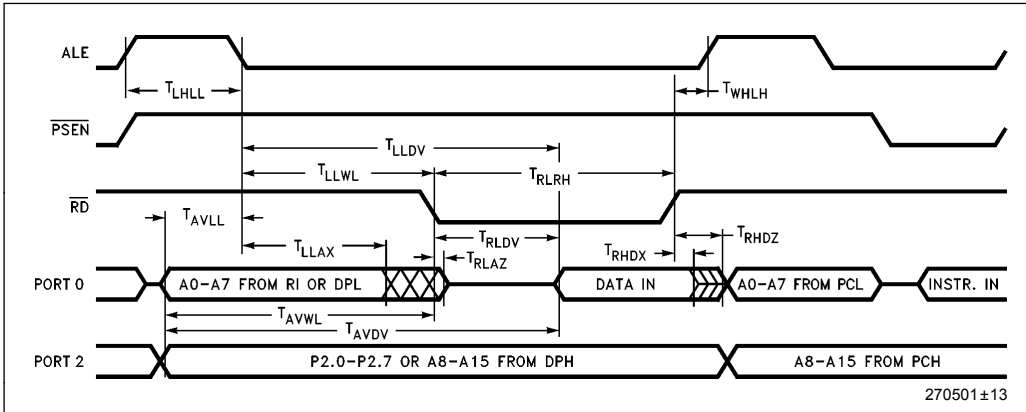 ALE
TLHLL
TWHLH
PSEN
TLLDV
TLLWL
TRLRH
RD
TAVLL
TLLAX
TRLDV
TRLAZ
TRHDX
TRHDZ
PORT 0
A0–A7 FROM RI OR DPL
DATA IN
A0–A7 FROM PCL
INSTR. IN
TAVWL
TAVDV
PORT 2
P2.0–P2.7 OR A8–A15 FROM DPH
A8–A15 FROM PCH
270501±13